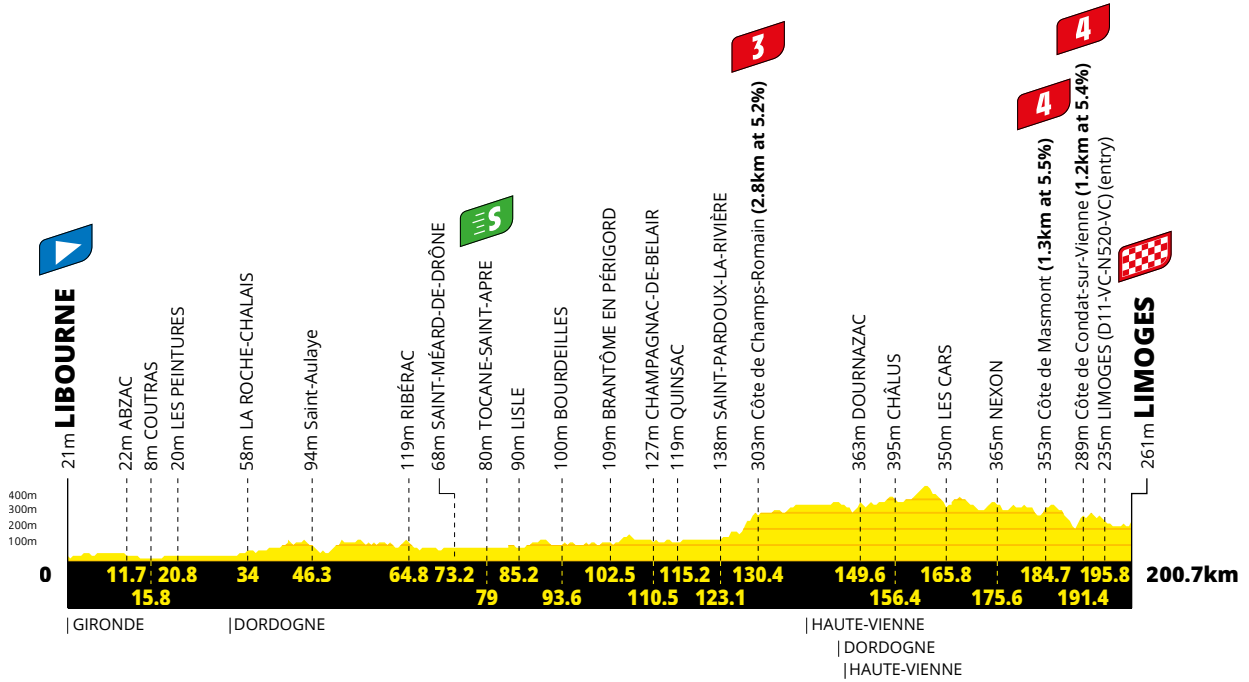 3
4
4
S
21m LIBOURNE
22m ABZAC
8m COUTRAS
20m LES PEINTURES
58m LA ROCHE-CHALAIS
94m Saint-Aulaye
119m RIBÉRAC
68m SAINT-MÉARD-DE-DRÔNE
80m TOCANE-SAINT-APRE
90m LISLE
100m BOURDEILLES
109m BRANTÔME EN PÉRIGORD
127m CHAMPAGNAC-DE-BELAIR
119m QUINSAC
138m SAINT-PARDOUX-LA-RIVIÈRE
303m Côte de Champs-Romain (2.8km at 5.2%)
363m DOURNAZAC
395m CHÂLUS
350m LES CARS
365m NEXON
353m Côte de Masmont (1.3km at 5.5%)
289m Côte de Condat-sur-Vienne (1.2km at 5.4%)
235m LIMOGES (D11-VC-N520-VC) (entry)
261m LIMOGES
400m
300m
200m
100m
0 11.7 20.8 34 46.3 64.8 73.2 85.2 102.5 115.2 130.4 149.6 165.8 184.7 195.8 200.7km
15.8 79 93.6 110.5 123.1 156.4 175.6 191.4
|GIRONDE |DORDOGNE |HAUTE-VIENNE
|DORDOGNE
|HAUTE-VIENNE